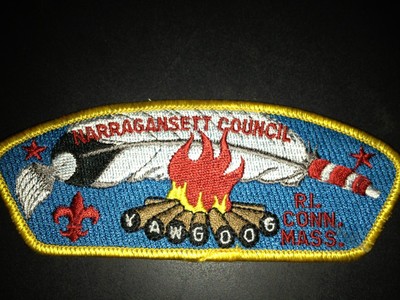 NARRAGANSETT COUNCIL
YAWGOOG
R.I.
CONN.
MASS.